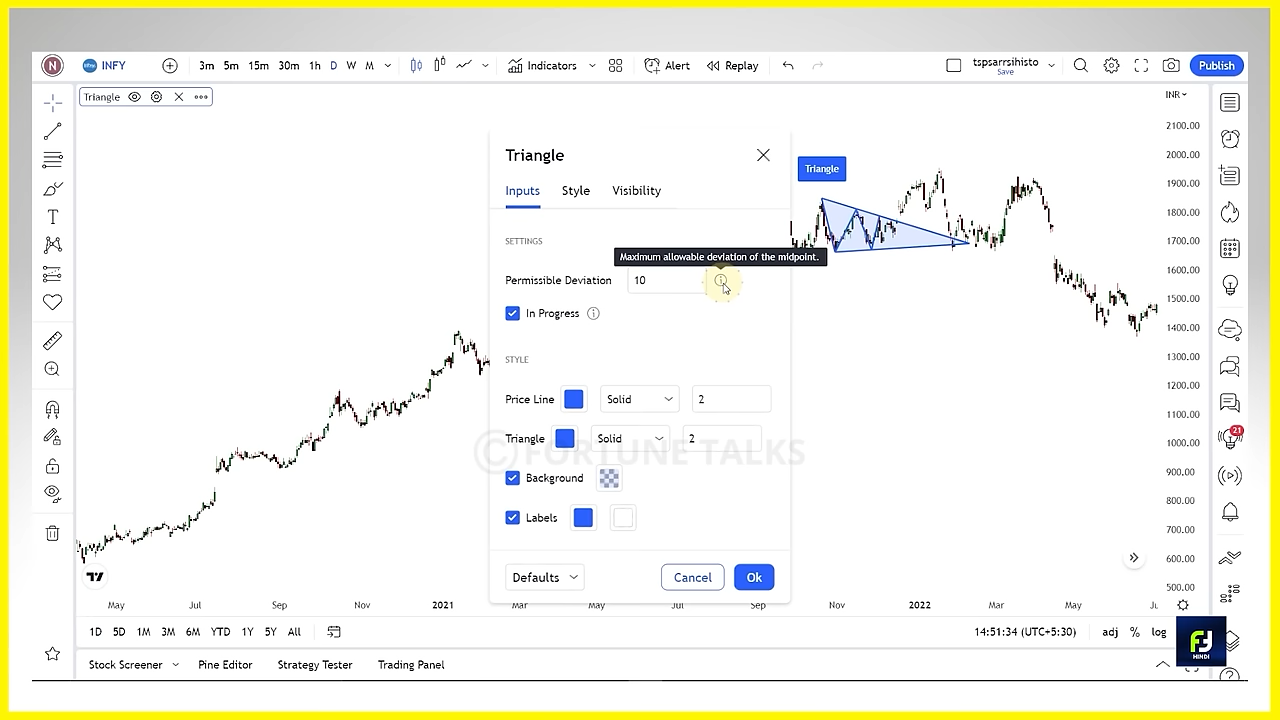 N INFY 3m 5m 15m 30m 1h D W M Indicators Alert Replay tspsarrsihisto Save Publish
Triangle
INR
2100.00
2000.00
1900.00
1800.00
1700.00
1600.00
1500.00
1400.00
1300.00
1200.00
1100.00
1000.00
900.00
800.00
700.00
600.00
500.00
Triangle
Triangle
Inputs Style Visibility
SETTINGS
Maximum allowable deviation of the midpoint.
Permissible Deviation 10
In Progress
STYLE
Price Line Solid 2
Triangle Solid 2
©FORTUNE TALKS
Background
Labels
Defaults Cancel Ok
21
May Jul Sep Nov 2021 Mar May Jul Sep Nov 2022 Mar May
1D 5D 1M 3M 6M YTD 1Y 5Y All 14:51:34 (UTC+5:30) adj % log
HINDI
Stock Screener Pine Editor Strategy Tester Trading Panel